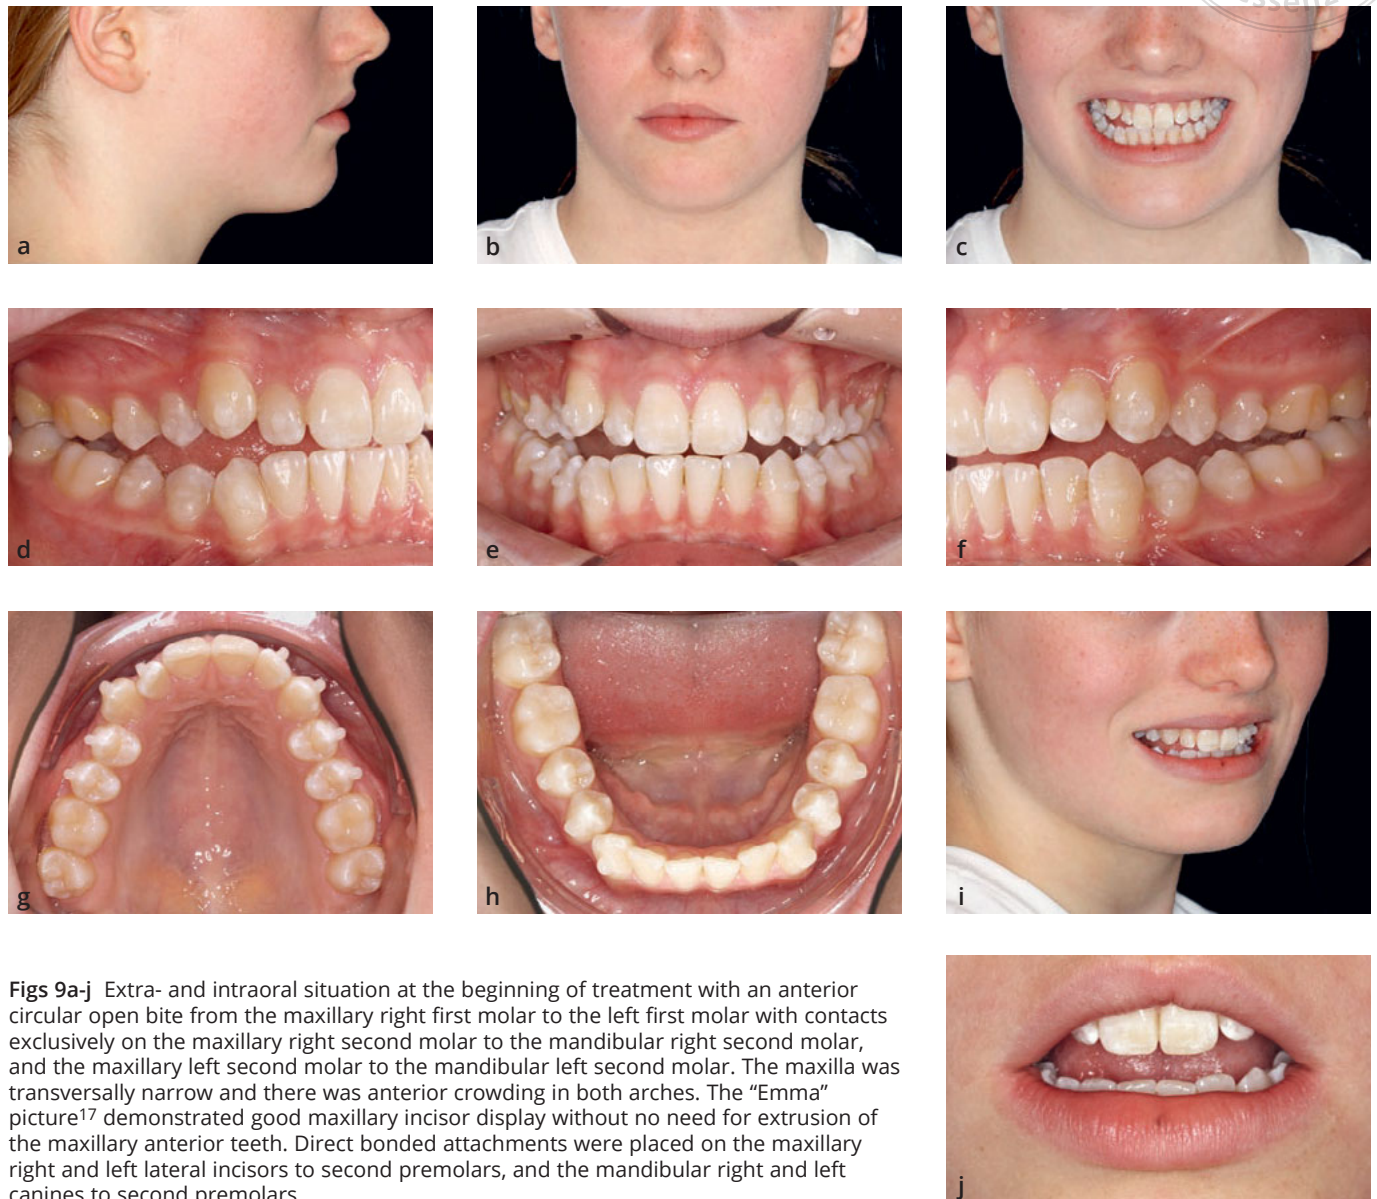 essenz
a
b
c
d
e
f
g
h
i
Figs 9a-j Extra- and intraoral situation at the beginning of treatment with an anterior
circular open bite from the maxillary right first molar to the left first molar with contacts
exclusively on the maxillary right second molar to the mandibular right second molar,
and the maxillary left second molar to the mandibular left second molar. The maxilla was
transversally narrow and there was anterior crowding in both arches. The “Emma”
picture17 demonstrated good maxillary incisor display without no need for extrusion of
the maxillary anterior teeth. Direct bonded attachments were placed on the maxillary
right and left lateral incisors to second premolars, and the mandibular right and left
canines to second premolars.
j